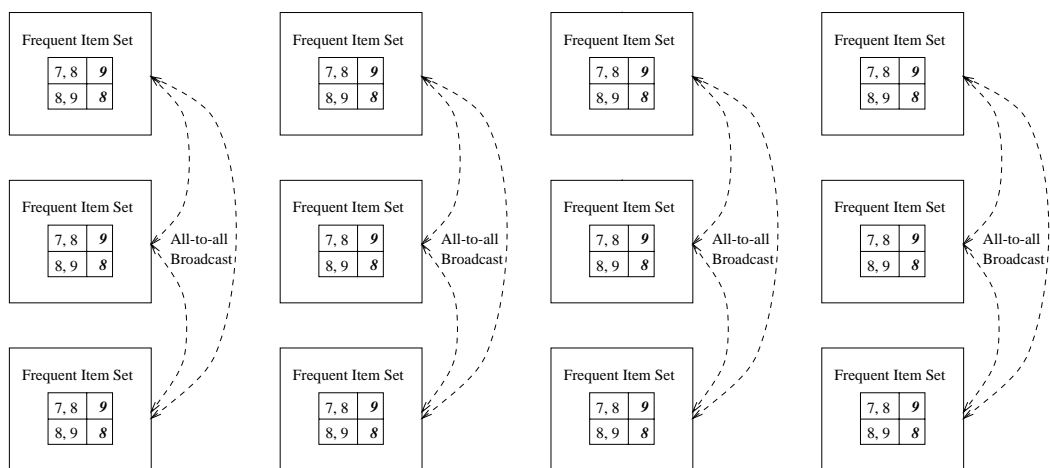 Frequent Item Set
7, 8 9
8, 9 8
Frequent Item Set
7, 8 9
8, 9 8
Frequent Item Set
7, 8 9
8, 9 8
Frequent Item Set
7, 8 9
8, 9 8
Frequent Item Set
7, 8 9
8, 9 8
All-to-all
Broadcast
Frequent Item Set
7, 8 9
8, 9 8
All-to-all
Broadcast
Frequent Item Set
7, 8 9
8, 9 8
All-to-all
Broadcast
Frequent Item Set
7, 8 9
8, 9 8
All-to-all
Broadcast
Frequent Item Set
7, 8 9
8, 9 8
Frequent Item Set
7, 8 9
8, 9 8
Frequent Item Set
7, 8 9
8, 9 8
Frequent Item Set
7, 8 9
8, 9 8